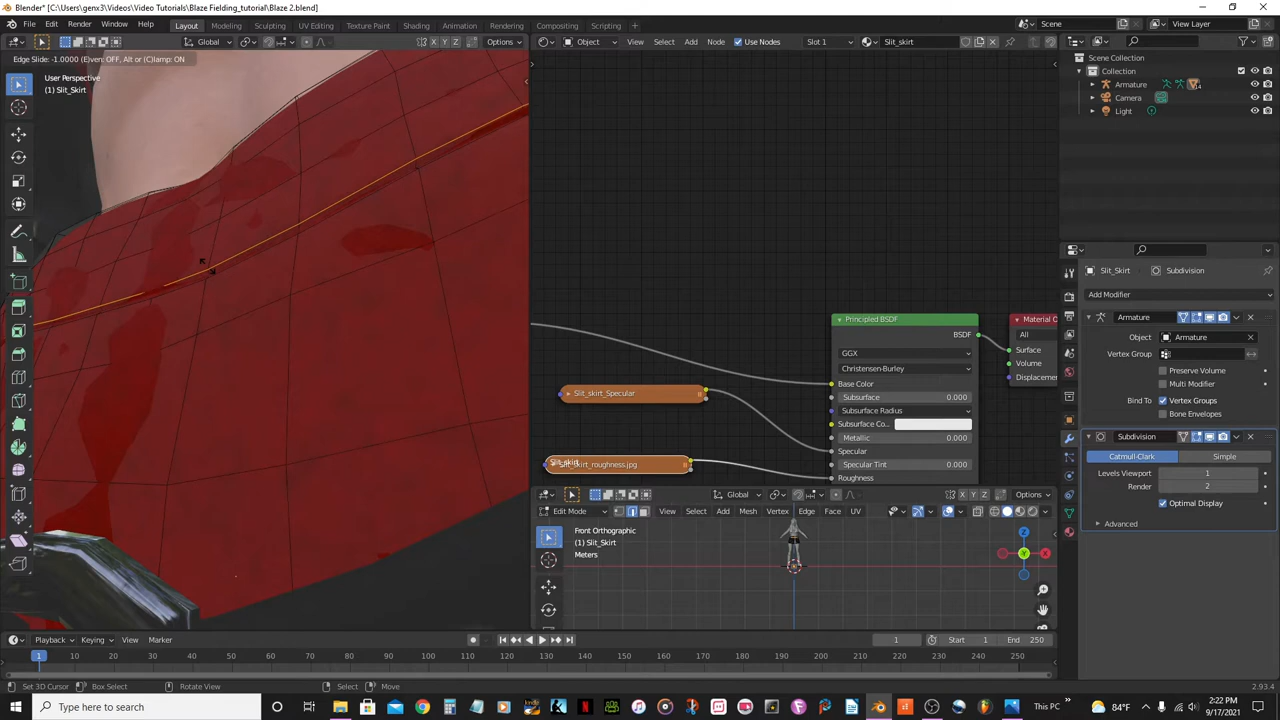 Blender* [C:\Users\genx3\Videos\Video Tutorials\Blaze Fielding_tutorial\Blaze 2.blend]
File Edit Render Window Help Layout Modeling Sculpting UV Editing Texture Paint Shading Animation Rendering Compositing Scripting + Scene View Layer
Global Options Object View Select Add Node Use Nodes Slot 1 Slit_skirt
Edge Slide: -1.0000 (E)ven: OFF, Alt or (C)lamp: ON
User Perspective
(1) Slit_Skirt
Scene Collection
Collection
Armature
Camera
Light
Slit_Skirt Subdivision
Add Modifier
Armature
Object Armature
Vertex Group
Preserve Volume
Multi Modifier
Bind To Vertex Groups
Bone Envelopes
Subdivision
Catmull-Clark Simple
Levels Viewport 1
Render 2
Optimal Display
Advanced
Principled BSDF
BSDF
GGX
Christensen-Burley
Base Color
Subsurface 0.000
Subsurface Radius
Subsurface Co...
Metallic 0.000
Specular
Specular Tint 0.000
Roughness
Material O
All
Surface
Volume
Displacemen
Slit_skirt_Specular
Slit_skirt
Slit_skirt_roughness.jpg
Global Options
Edit Mode View Select Add Mesh Vertex Edge Face UV
Front Orthographic
(1) Slit_Skirt
Meters
Z
Y
X
Playback Keying View Marker 1 Start 1 End 250
1 10 20 30 40 50 60 70 80 90 100 110 120 130 140 150 160 170 180 190 200 210 220 230 240 250
Set 3D Cursor Box Select Rotate View Select Move 2.93.4
Type here to search This PC 84°F 2:22 PM
9/17/2021